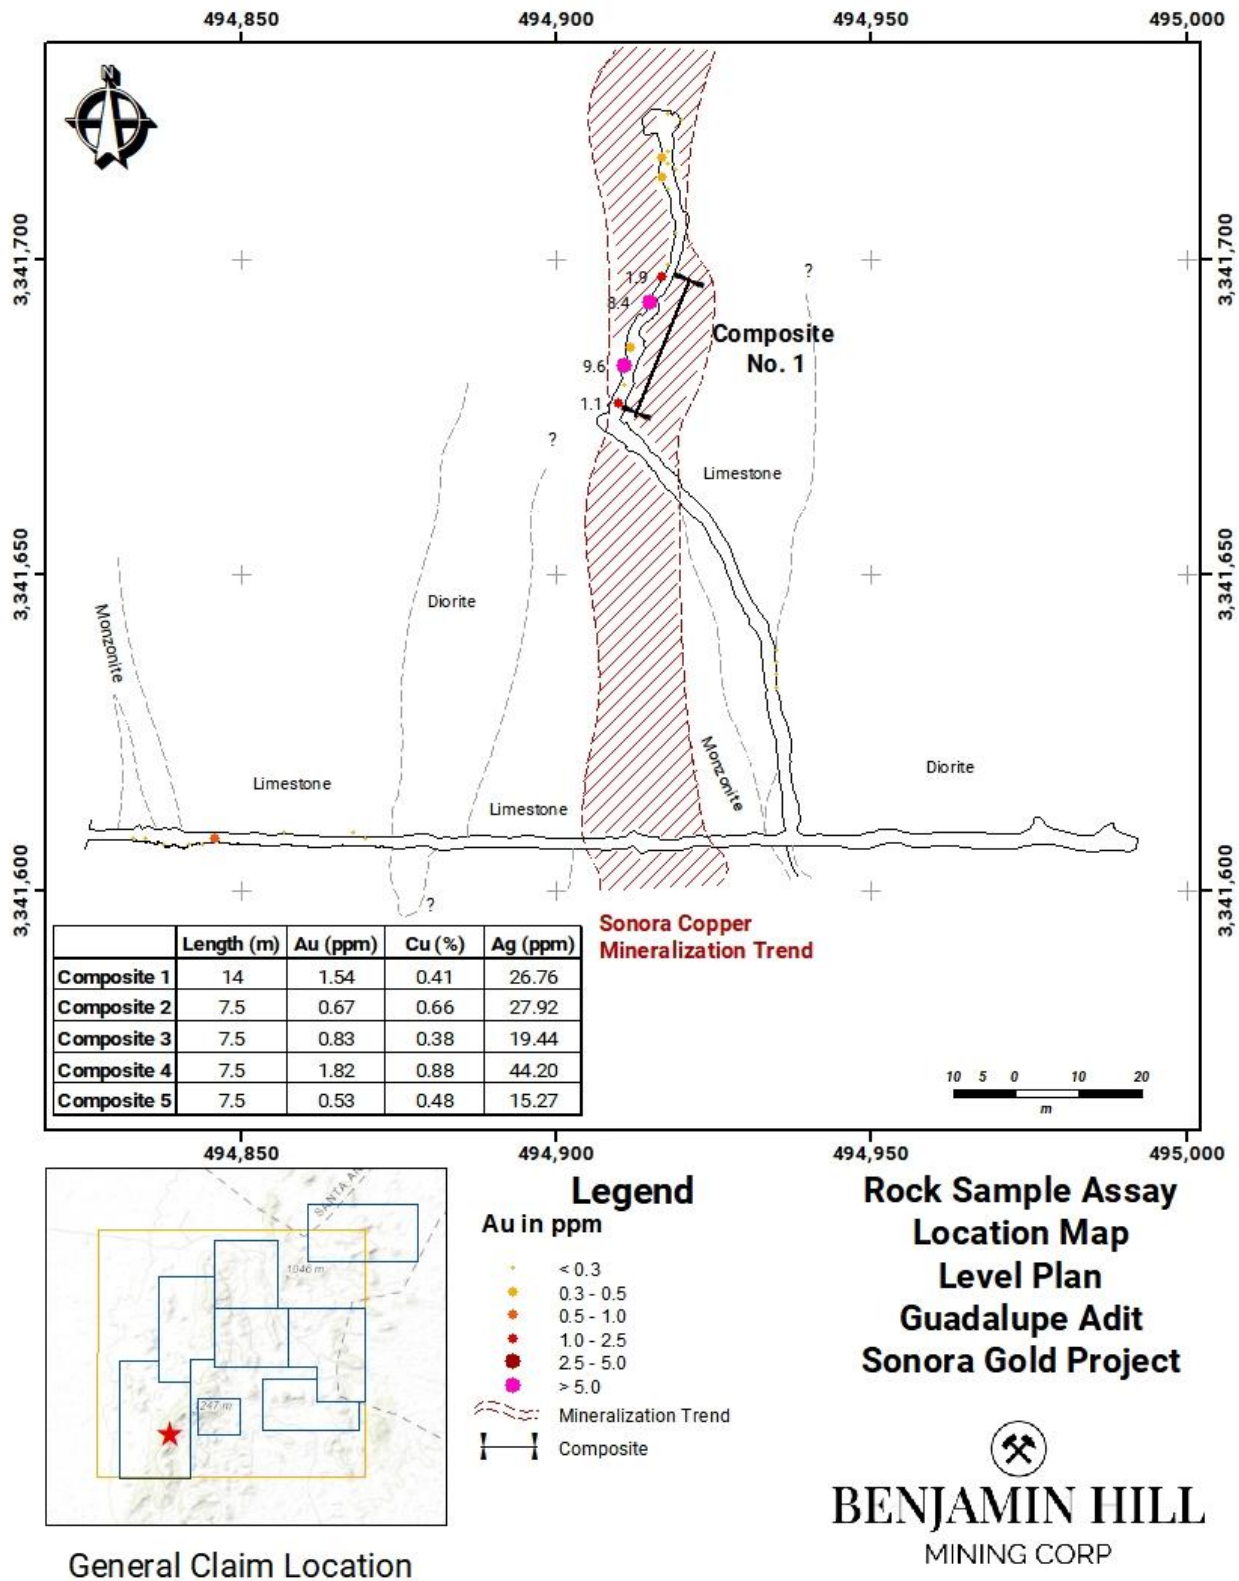 494,850 494,900 494,950 495,000
N
3,341,700 3,341,700
?
1.9
8.4
Composite
No. 1
9.6
1.1
?
Limestone
3,341,650 3,341,650
Diorite
Monzonite
Monzonite
Diorite
Limestone
Limestone
3,341,600 3,341,600
?
Sonora Copper
Mineralization Trend
Length (m) Au (ppm) Cu (%) Ag (ppm)
Composite 1 14 1.54 0.41 26.76
Composite 2 7.5 0.67 0.66 27.92
Composite 3 7.5 0.83 0.38 19.44
Composite 4 7.5 1.82 0.88 44.20
Composite 5 7.5 0.53 0.48 15.27
10 5 0 10 20
m
494,850 494,900 494,950 495,000
SANTA AN
1046 m
247 m
General Claim Location
Legend
Au in ppm
< 0.3
0.3 - 0.5
0.5 - 1.0
1.0 - 2.5
2.5 - 5.0
> 5.0
Mineralization Trend
Composite
Rock Sample Assay
Location Map
Level Plan
Guadalupe Adit
Sonora Gold Project
BENJAMIN HILL
MINING CORP